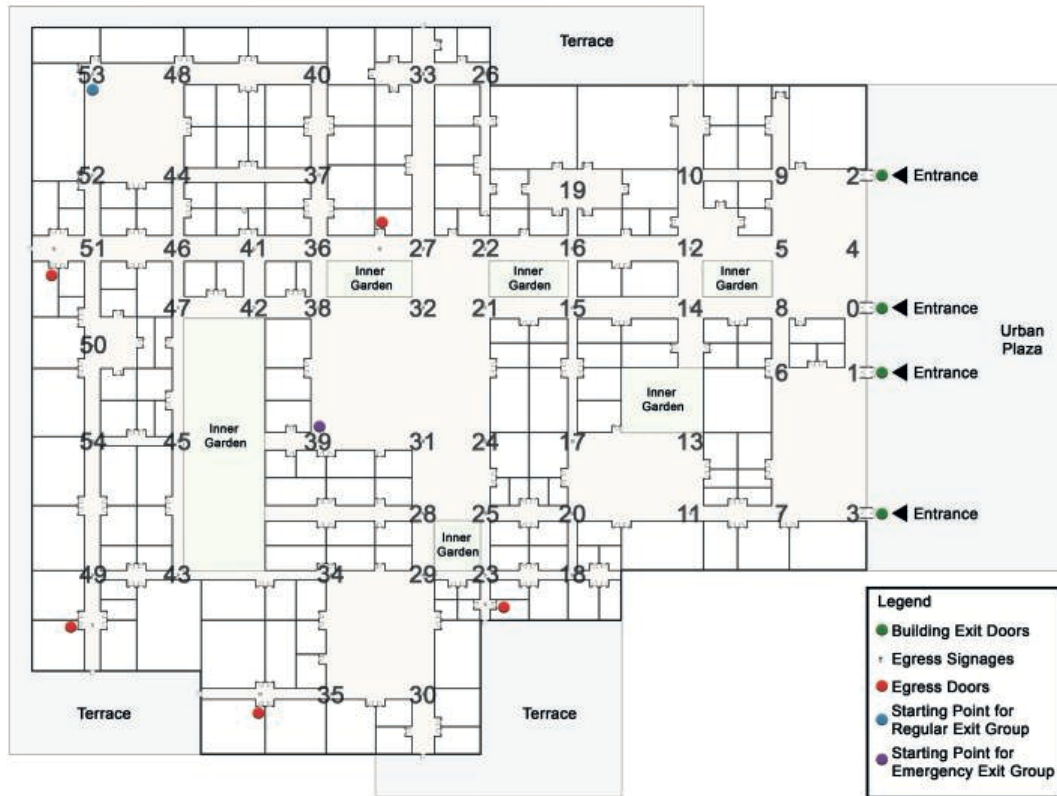 Terrace
53 48 40 33 26
52 44 37 19 10 9 2 Entrance
51 46 41 36 27 22 16 12 5 4
Inner
Garden
Inner
Garden
Inner
Garden
47 42 38 32 21 15 14 8 0 Entrance
50
Urban
Plaza
6 1 Entrance
Inner
Garden
54 45 39 31 24 17 13
Inner
Garden
28 25 20 11 7 3 Entrance
Inner
Garden
49 43 34 29 23 18
35 30
Terrace
Terrace
Legend
Building Exit Doors
Egress Signages
Egress Doors
Starting Point for
Regular Exit Group
Starting Point for
Emergency Exit Group